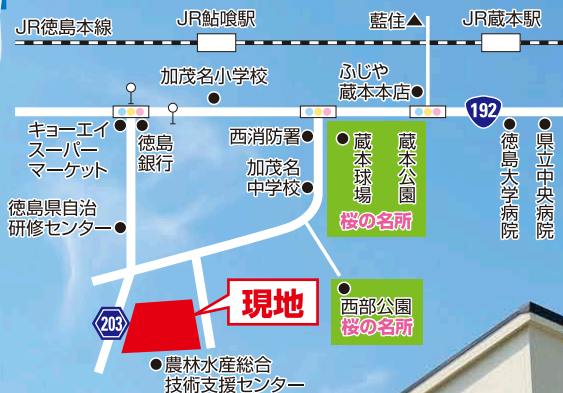 JR徳島本線
JR鮎喰駅
藍住▲
JR蔵本駅
加茂名小学校
ふじや
蔵本本店
192
キョーエイ
スーパー
マーケット
徳島
銀行
西消防署
加茂名
中学校
蔵本球場
蔵本公園
桜の名所
徳島大学病院
県立中央病院
徳島県自治
研修センター
203
現地
西部公園
桜の名所
農林水産総合
技術支援センター